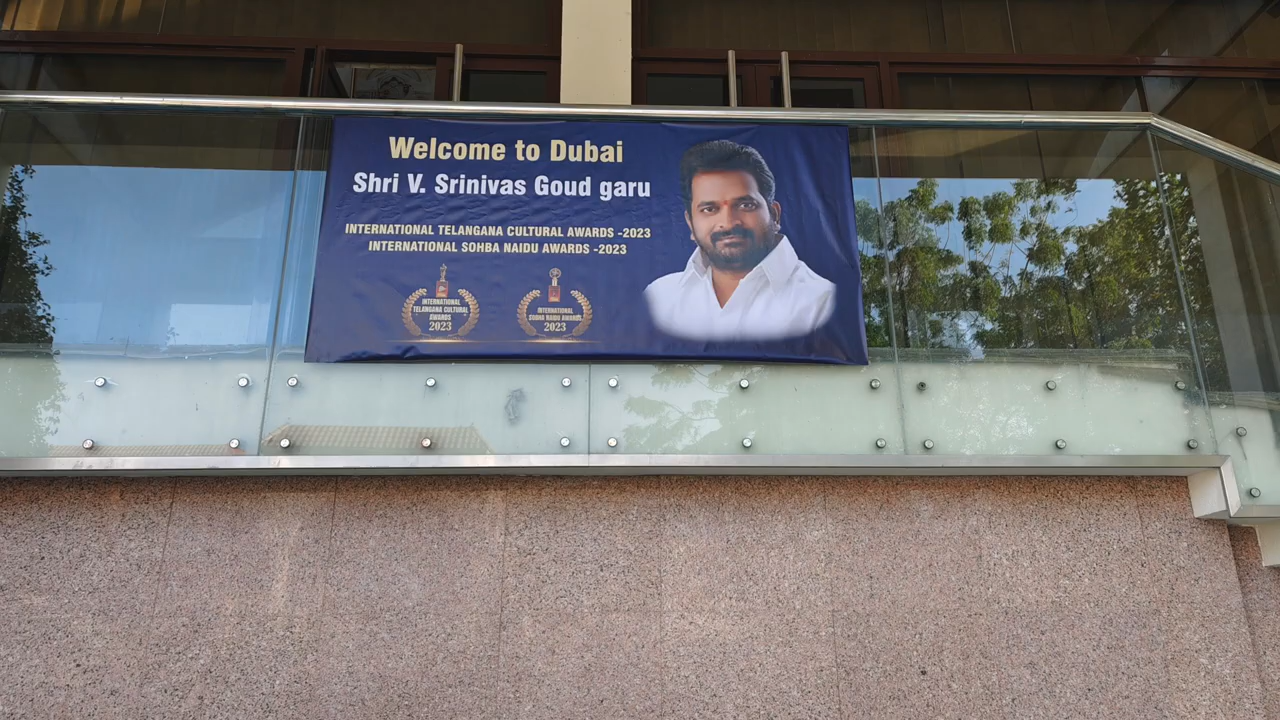 Welcome to Dubai
Shri V. Srinivas Goud garu
INTERNATIONAL TELANGANA CULTURAL AWARDS -2023
INTERNATIONAL SOHBA NAIDU AWARDS -2023
INTERNATIONAL
TELANGANA CULTURAL
AWARDS
2023
INTERNATIONAL
SOBHA NAIDU AWARDS
2023